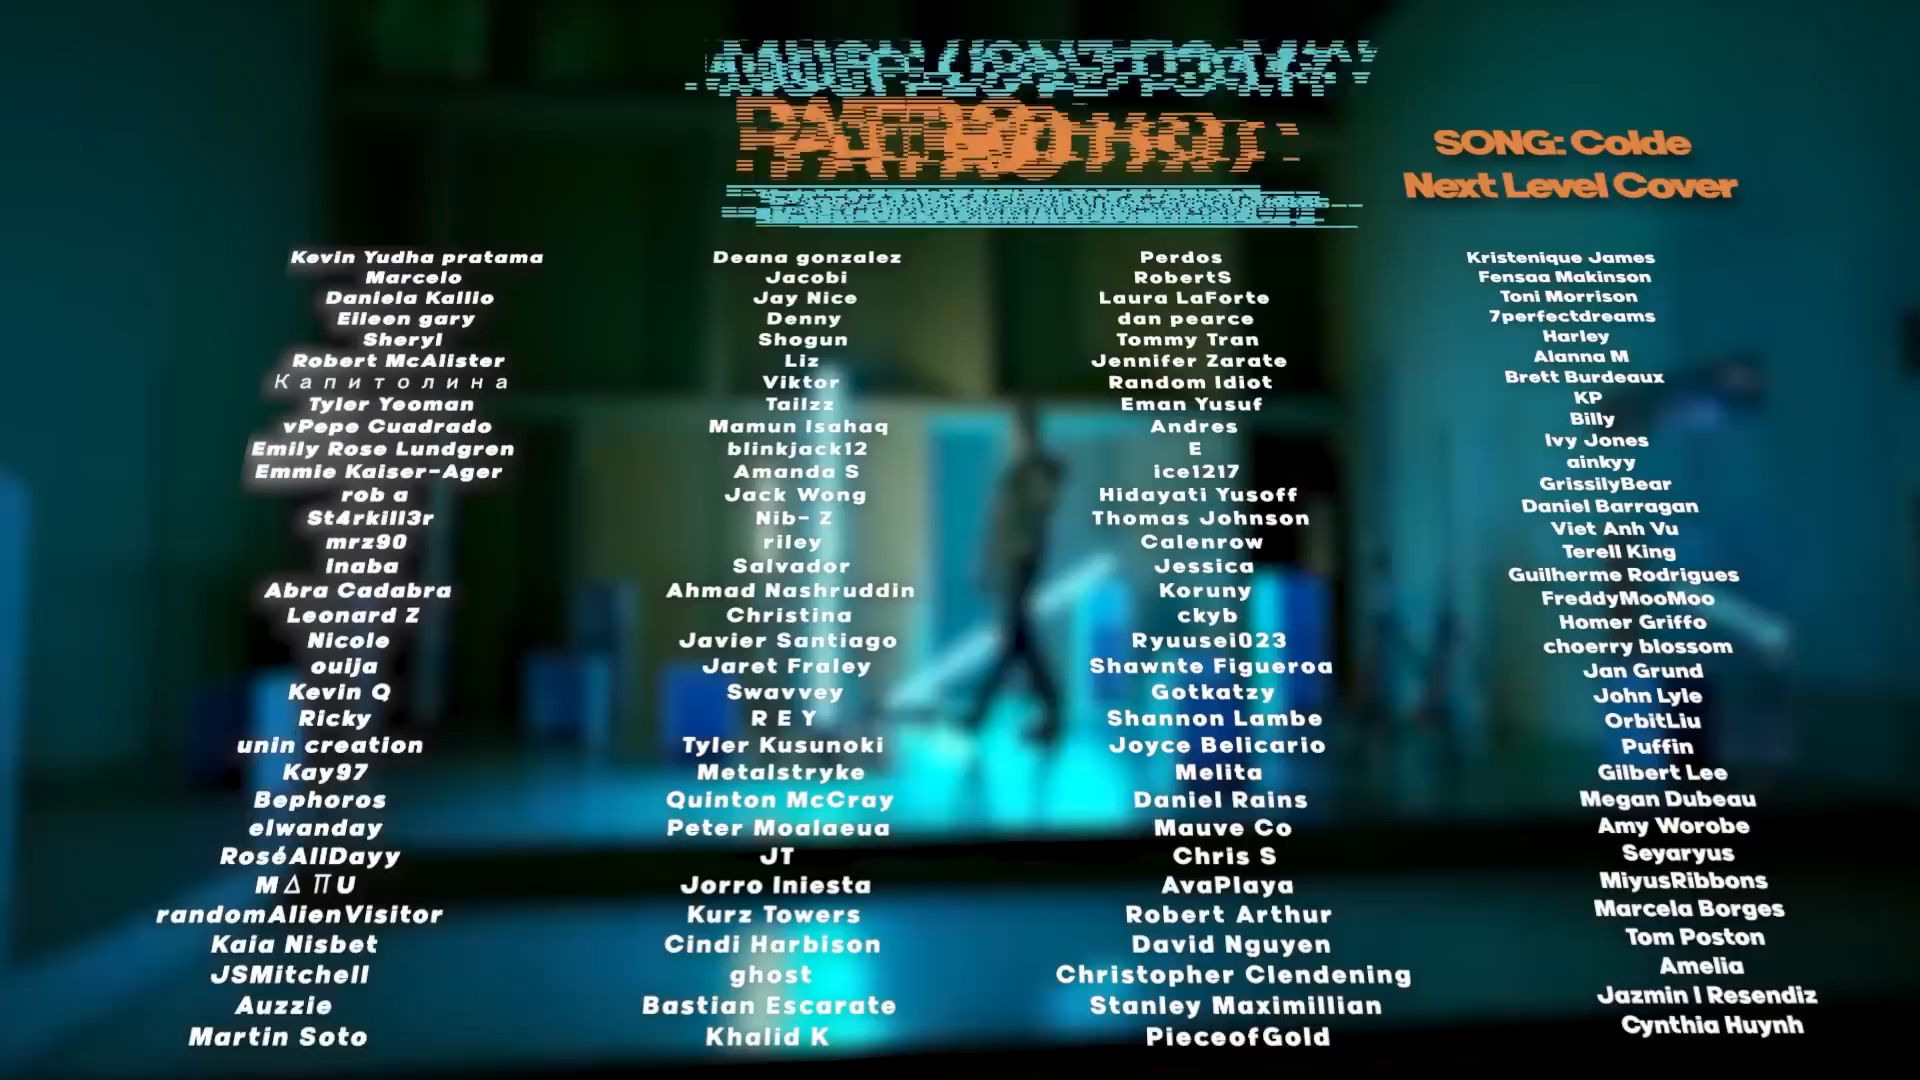 SONG: Colde
Next Level Cover
Kevin Yudha pratama
Marcelo
Daniela Kallio
Eileen gary
Sheryl
Robert McAlister
Капитолина
Tyler Yeoman
vPepe Cuadrado
Emily Rose Lundgren
Emmie Kaiser-Ager
rob a
St4rkill3r
mrz90
Inaba
Abra Cadabra
Leonard Z
Nicole
ouija
Kevin Q
Ricky
unin creation
Kay97
Bephoros
elwanday
RoséAllDayy
M∆πU
randomAlienVisitor
Kaia Nisbet
JSMitchell
Auzzie
Martin Soto
Deana gonzalez
Jacobi
Jay Nice
Denny
Shogun
Liz
Viktor
Tailzz
Mamun Isahaq
blinkjack12
Amanda S
Jack Wong
Nib- Z
riley
Salvador
Ahmad Nashruddin
Christina
Javier Santiago
Jaret Fraley
Swavvey
R E Y
Tyler Kusunoki
Metalstryke
Quinton McCray
Peter Moalaeua
JT
Jorro Iniesta
Kurz Towers
Cindi Harbison
ghost
Bastian Escarate
Khalid K
Perdos
RobertS
Laura LaForte
dan pearce
Tommy Tran
Jennifer Zarate
Random Idiot
Eman Yusuf
Andres
E
ice1217
Hidayati Yusoff
Thomas Johnson
Calenrow
Jessica
Koruny
ckyb
Ryuusei023
Shawnte Figueroa
Gotkatzy
Shannon Lambe
Joyce Belicario
Melita
Daniel Rains
Mauve Co
Chris S
AvaPlaya
Robert Arthur
David Nguyen
Christopher Clendening
Stanley Maximillian
PieceofGold
Kristenique James
Fensaa Makinson
Toni Morrison
7perfectdreams
Harley
Alanna M
Brett Burdeaux
KP
Billy
Ivy Jones
ainkyy
GrissilyBear
Daniel Barragan
Viet Anh Vu
Terell King
Guilherme Rodrigues
FreddyMooMoo
Homer Griffo
choerry blossom
Jan Grund
John Lyle
OrbitLiu
Puffin
Gilbert Lee
Megan Dubeau
Amy Worobe
Seyaryus
MiyusRibbons
Marcela Borges
Tom Poston
Amelia
Jazmin I Resendiz
Cynthia Huynh